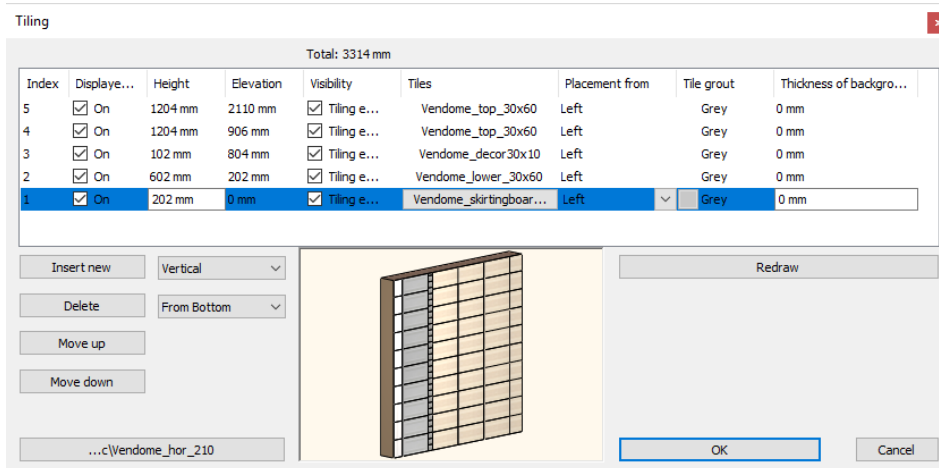 Tiling
Total: 3314 mm
Index Displaye... Height Elevation Visibility Tiles Placement from Tile grout Thickness of backgro...
5 On 1204 mm 2110 mm Tiling e... Vendome_top_30x60 Left Grey 0 mm
4 On 1204 mm 906 mm Tiling e... Vendome_top_30x60 Left Grey 0 mm
3 On 102 mm 804 mm Tiling e... Vendome_decor30x10 Left Grey 0 mm
2 On 602 mm 202 mm Tiling e... Vendome_lower_30x60 Left Grey 0 mm
1 On 202 mm 0 mm Tiling e... Vendome_skirtingboar... Left Grey 0 mm
Insert new Vertical Redraw
Delete From Bottom
Move up
Move down
...c\Vendome_hor_210 OK Cancel